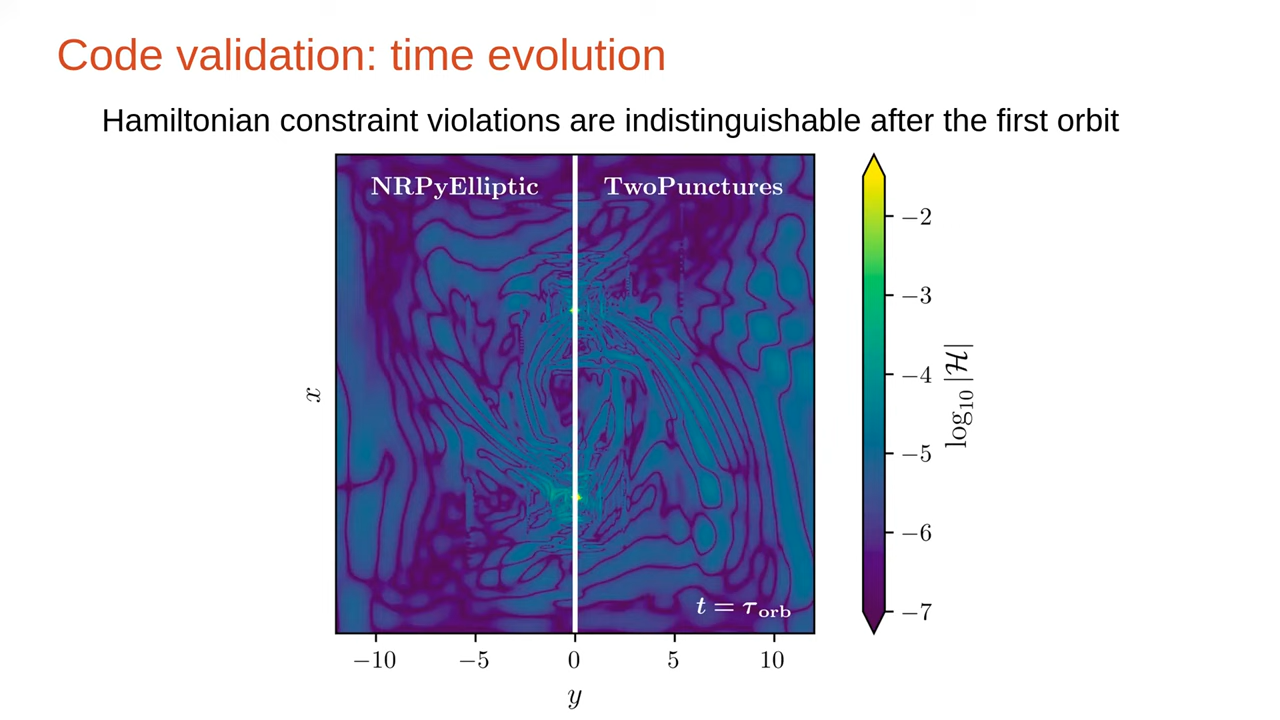 Code validation: time evolution
Hamiltonian constraint violations are indistinguishable after the first orbit
NRPyElliptic
TwoPunctures
t = τ_orb
x
−10
−5
0
5
10
y
−2
−3
−4
−5
−6
−7
log₁₀|ℋ|